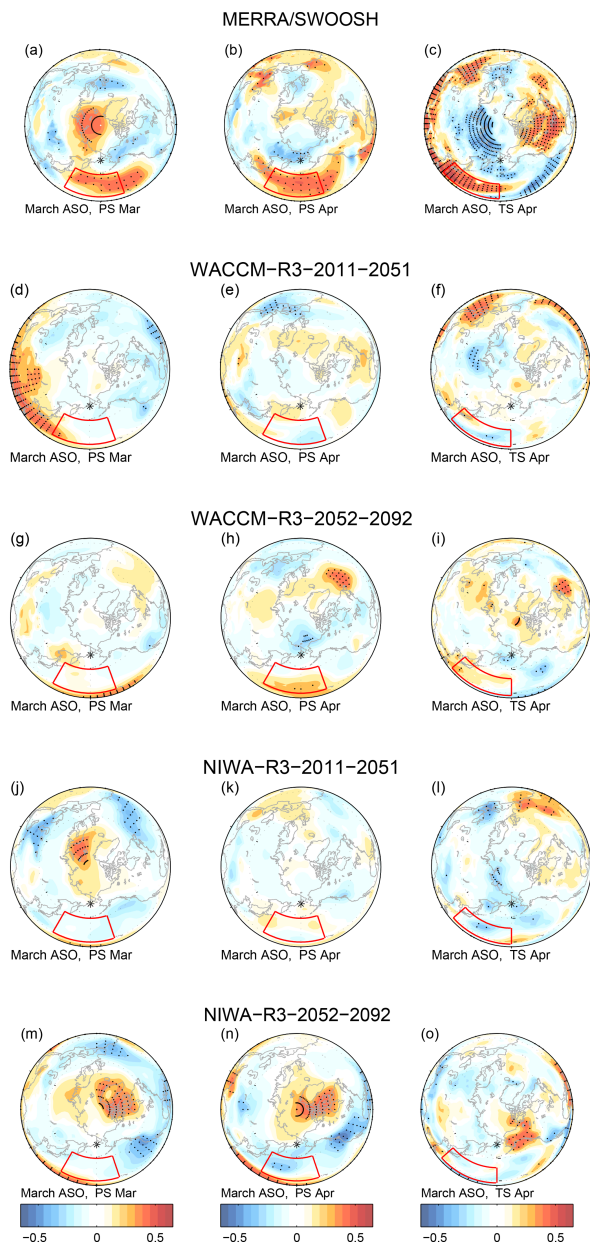 MERRA/SWOOSH
(a) (b) (c)
March ASO, PS Mar March ASO, PS Apr March ASO, TS Apr
WACCM−R3−2011−2051
(d) (e) (f)
March ASO, PS Mar March ASO, PS Apr March ASO, TS Apr
WACCM−R3−2052−2092
(g) (h) (i)
March ASO, PS Mar March ASO, PS Apr March ASO, TS Apr
NIWA−R3−2011−2051
(j) (k) (l)
March ASO, PS Mar March ASO, PS Apr March ASO, TS Apr
NIWA−R3−2052−2092
(m) (n) (o)
March ASO, PS Mar March ASO, PS Apr March ASO, TS Apr
−0.5 0 0.5 −0.5 0 0.5 −0.5 0 0.5